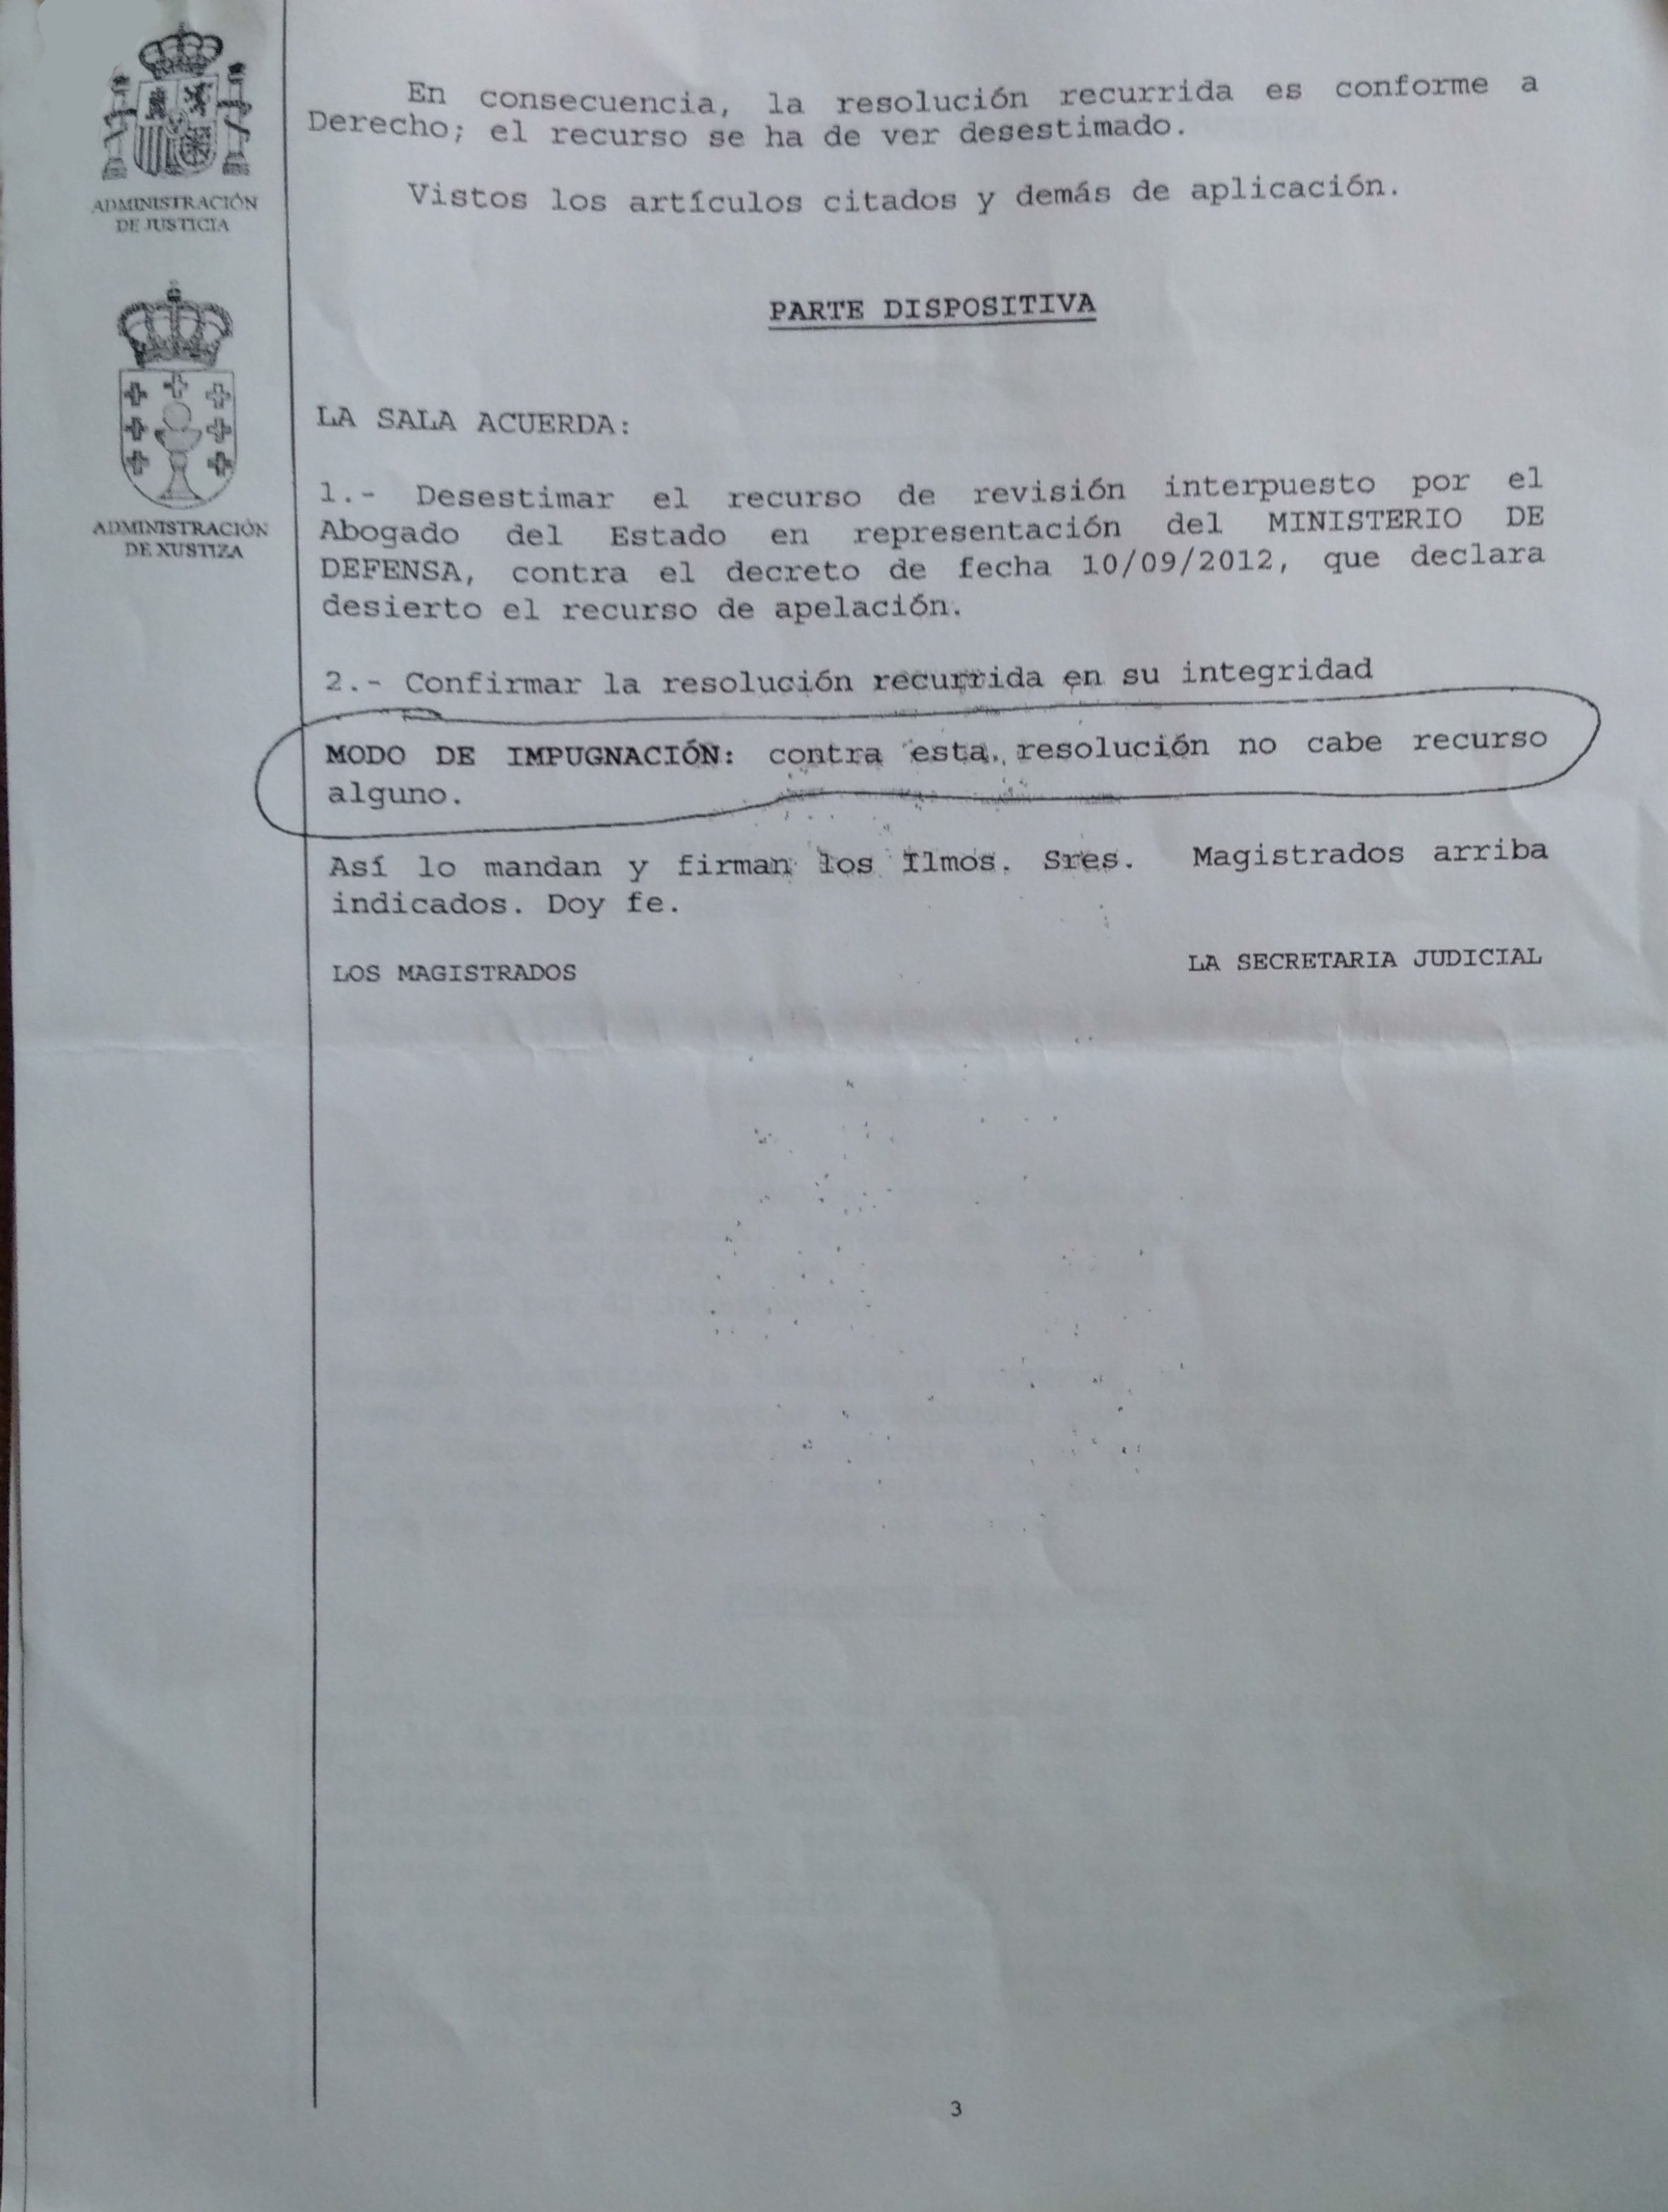 ADMINISTRACIÓN
DE JUSTICIA
ADMINISTRACIÓN
DE XUSTIZA
En consecuencia, la resolución recurrida es conforme a
Derecho; el recurso se ha de ver desestimado.
Vistos los artículos citados y demás de aplicación.
PARTE DISPOSITIVA
LA SALA ACUERDA:
1.- Desestimar el recurso de revisión interpuesto por el
Abogado del Estado en representación del MINISTERIO DE
DEFENSA, contra el decreto de fecha 10/09/2012, que declara
desierto el recurso de apelación.
2.- Confirmar la resolución recurrida en su integridad
MODO DE IMPUGNACIÓN: contra esta resolución no cabe recurso
alguno.
Así lo mandan y firman los Ilmos. Sres. Magistrados arriba
indicados. Doy fe.
LOS MAGISTRADOS
LA SECRETARIA JUDICIAL
3